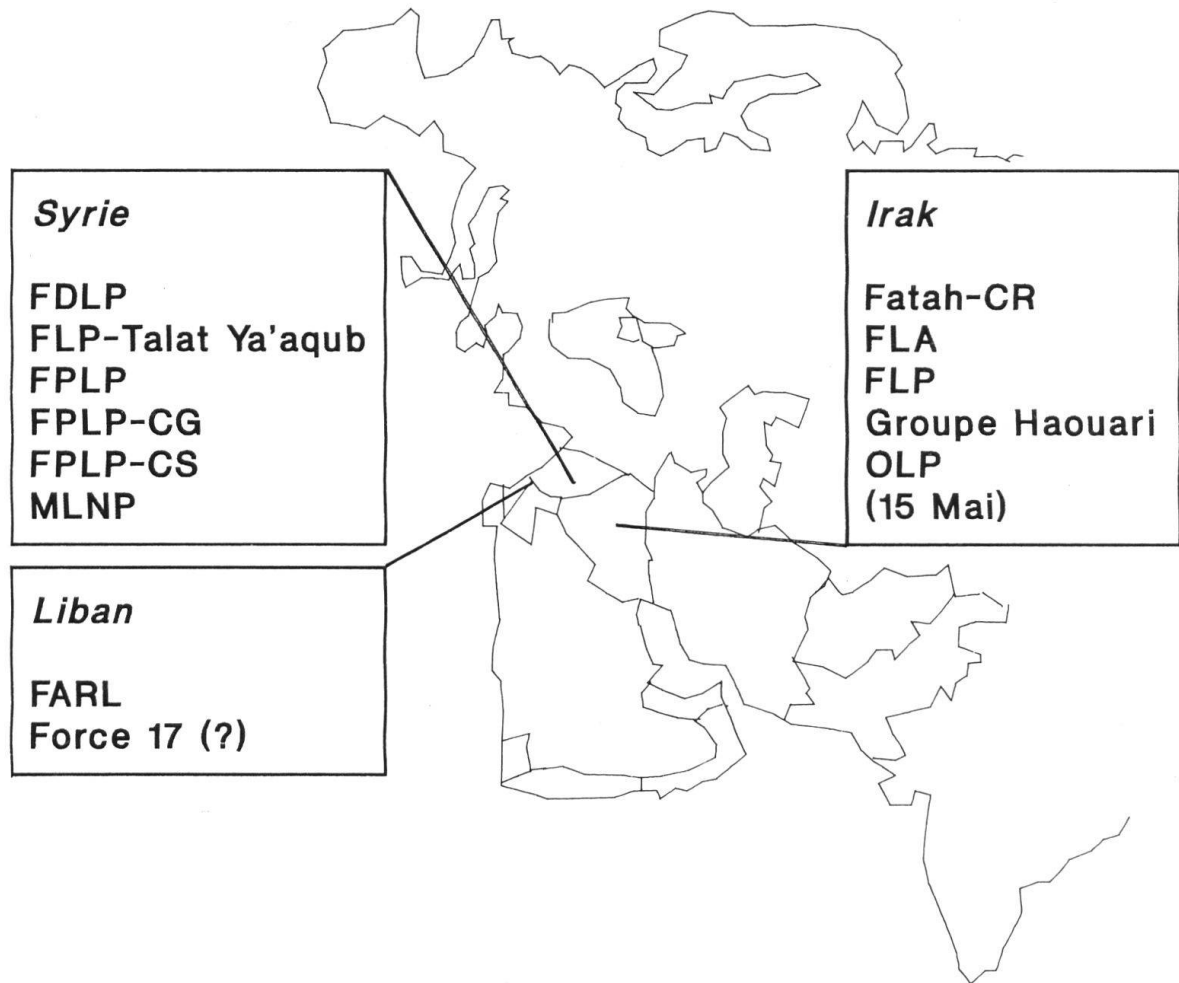 Syrie
FDLP
FLP-Talat Ya'aqub
FPLP
FPLP-CG
FPLP-CS
MLNP
Liban
FARL
Force 17 (?)
Irak
Fatah-CR
FLA
FLP
Groupe Haouari
OLP
(15 Mai)